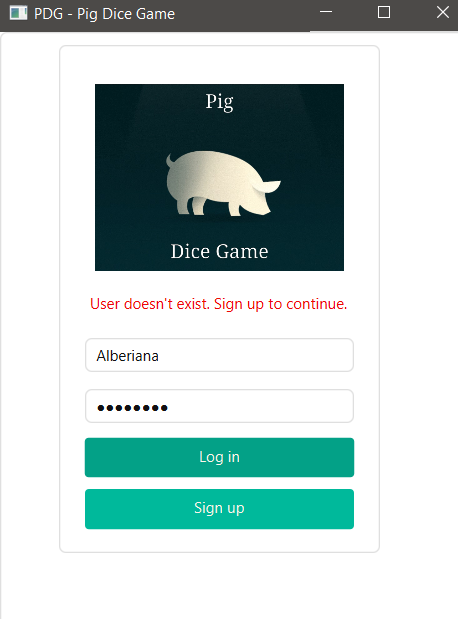 PDG - Pig Dice Game
Pig
Dice Game
User doesn't exist. Sign up to continue.
Alberiana
●●●●●●●●
Log in
Sign up